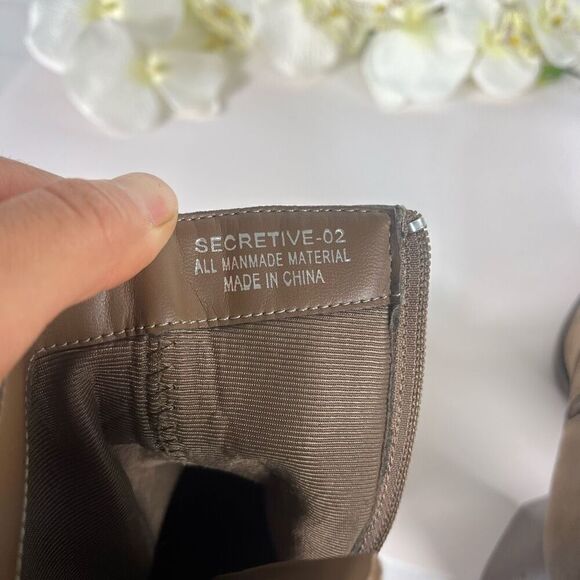 SECRETIVE-02
ALL MANMADE MATERIAL
MADE IN CHINA